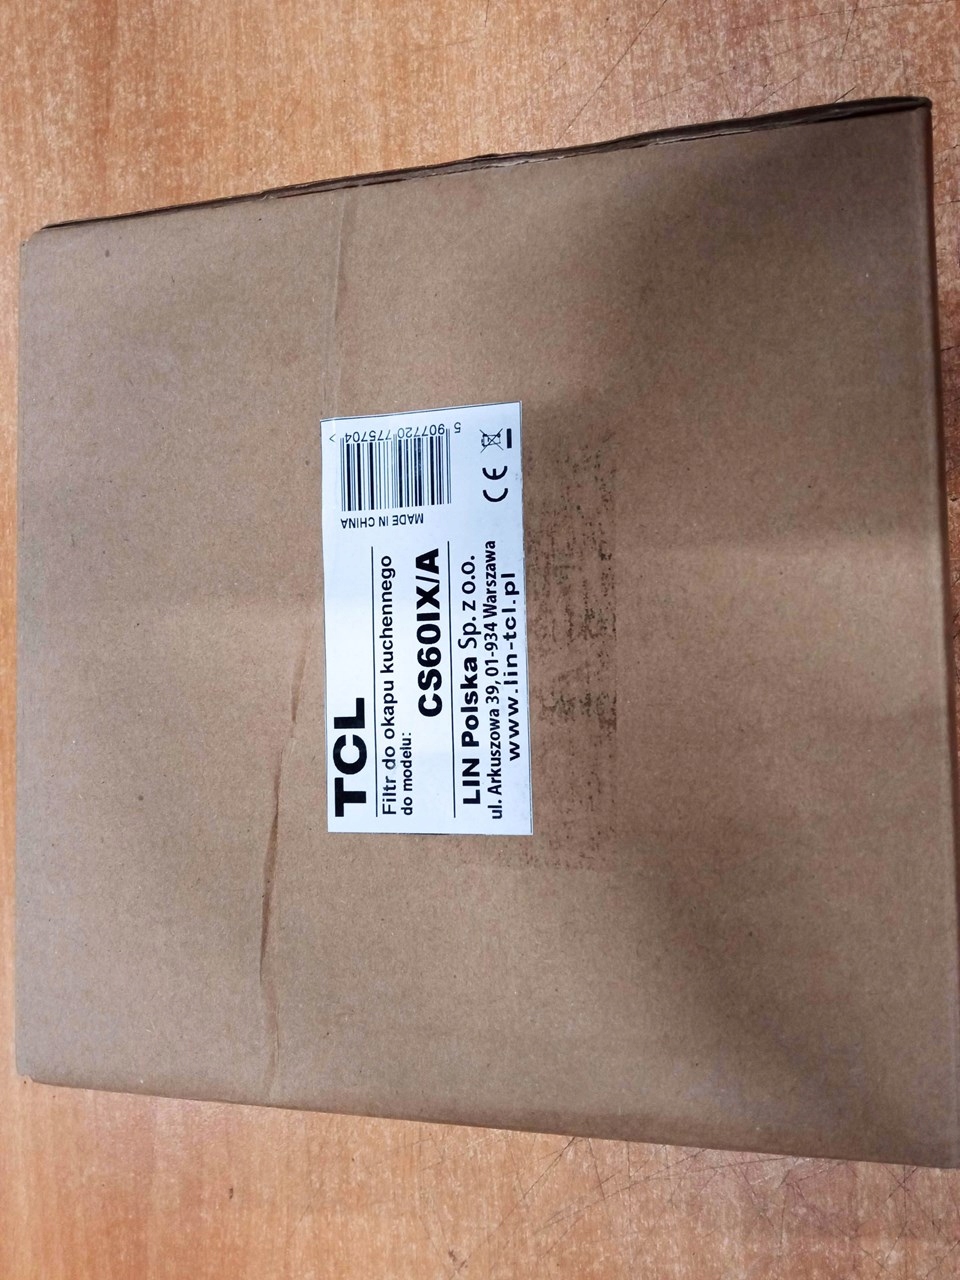 TCL
Filtr do okapu kuchennego
do modelu:
CS60IX/A
LIN Polska Sp. z o.o.
ul. Arkuszowa 39, 01-934 Warszawa
www.lin-tcl.pl
MADE IN CHINA
5 907720 775704 >
CE